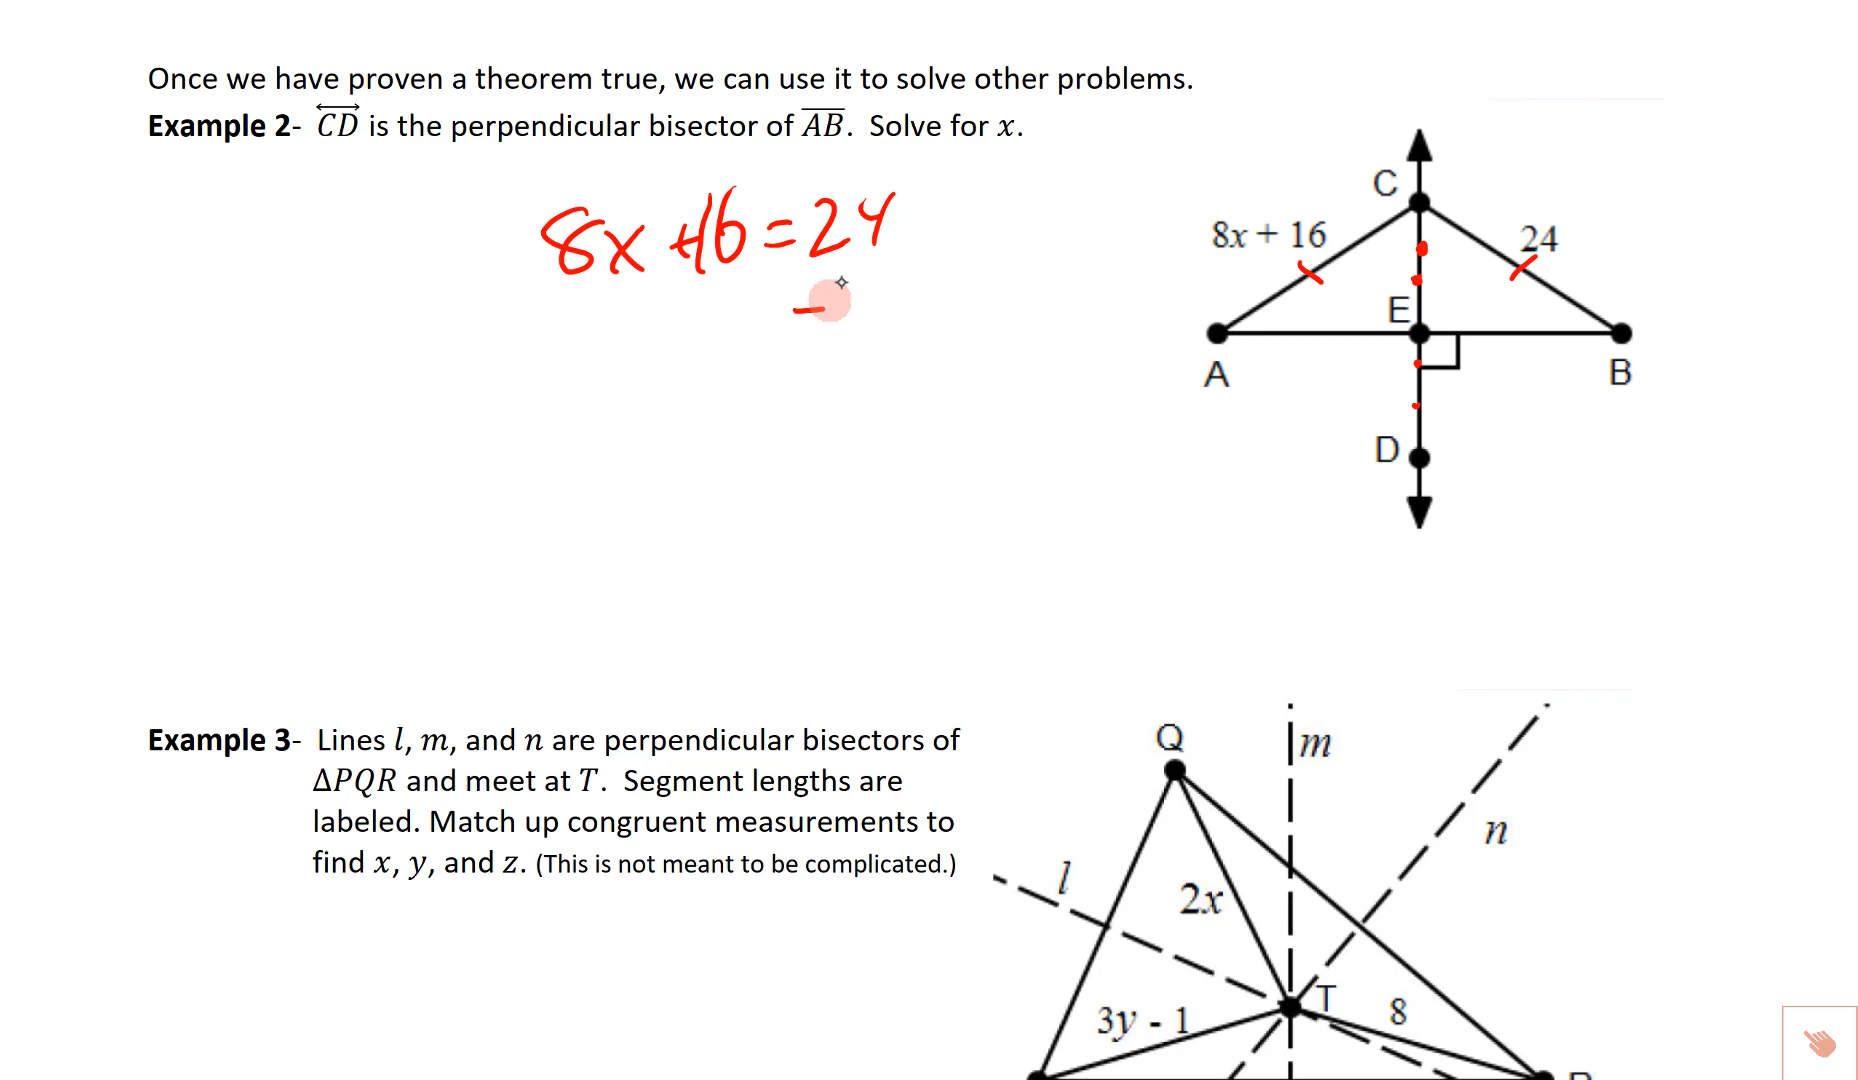 Once we have proven a theorem true, we can use it to solve other problems.
Example 2- CD is the perpendicular bisector of AB. Solve for x.
8x +16 = 24
−
C
8x + 16
24
E
A
B
D
Example 3- Lines l, m, and n are perpendicular bisectors of
ΔPQR and meet at T. Segment lengths are
labeled. Match up congruent measurements to
find x, y, and z. (This is not meant to be complicated.)
Q
m
n
l
2x
T
8
3y - 1